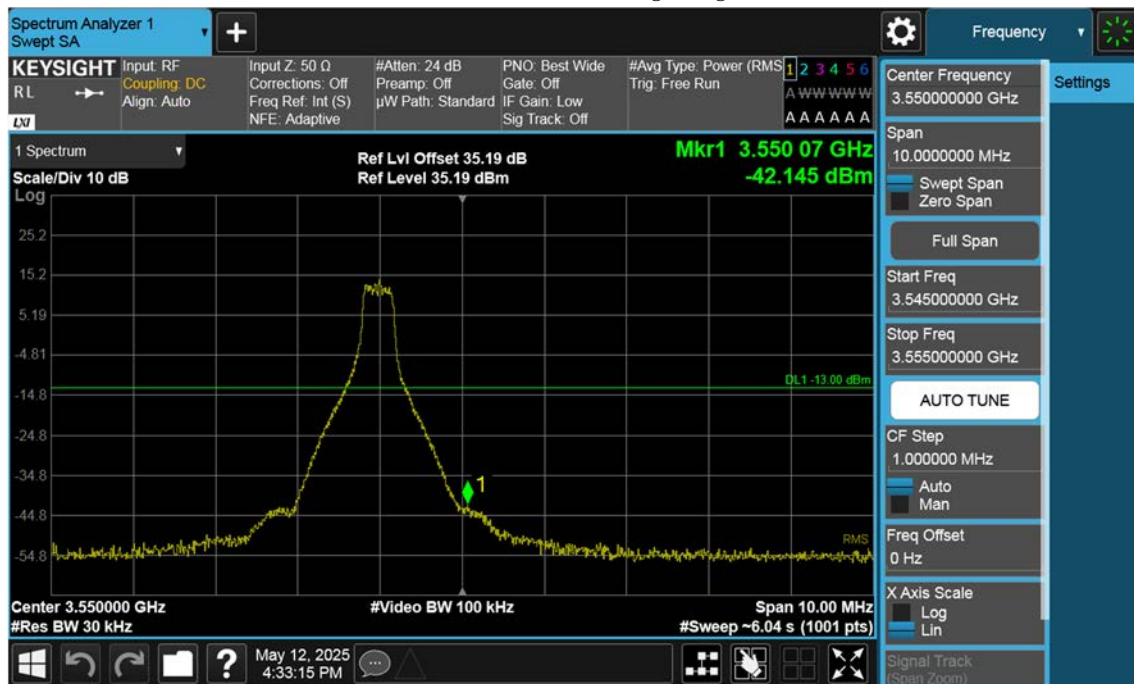 Spectrum Analyzer 1
Swept SA
Frequency
KEYSIGHT
RL
LXI
Input: RF
Coupling: DC
Align: Auto
Input Z: 50 Ω
Corrections: Off
Freq Ref: Int (S)
NFE: Adaptive
#Atten: 24 dB
Preamp: Off
µW Path: Standard
PNO: Best Wide
Gate: Off
IF Gain: Low
Sig Track: Off
#Avg Type: Power (RMS
Trig: Free Run
1 2 3 4 5 6
A W W W W W
A A A A A A
1 Spectrum
Scale/Div 10 dB
Ref Lvl Offset 35.19 dB
Ref Level 35.19 dBm
Mkr1 3.550 07 GHz
-42.145 dBm
Log
25.2
15.2
5.19
-4.81
-14.8
-24.8
-34.8
-44.8
-54.8
DL1 -13.00 dBm
1
RMS
Center 3.550000 GHz
#Res BW 30 kHz
#Video BW 100 kHz
Span 10.00 MHz
#Sweep ~6.04 s (1001 pts)
Center Frequency
3.550000000 GHz
Settings
Span
10.0000000 MHz
Swept Span
Zero Span
Full Span
Start Freq
3.545000000 GHz
Stop Freq
3.555000000 GHz
AUTO TUNE
CF Step
1.000000 MHz
Auto
Man
Freq Offset
0 Hz
X Axis Scale
Log
Lin
Signal Track
(Span Zoom)
?
May 12, 2025
4:33:15 PM